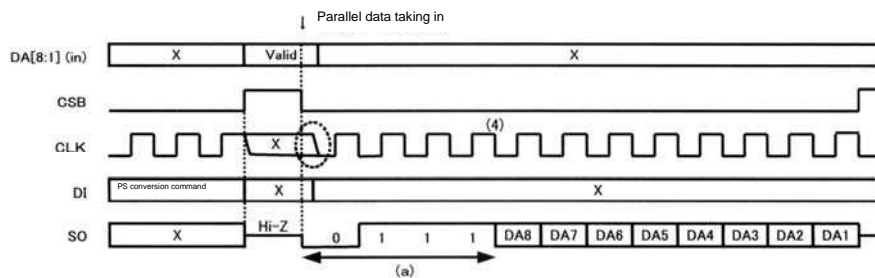 Parallel data taking in
DA[8:1] (in) X Valid X
CSB
(4)
CLK X
DI PS conversion command X X
SO X Hi-Z 0 1 1 1 DA8 DA7 DA6 DA5 DA4 DA3 DA2 DA1
(a)